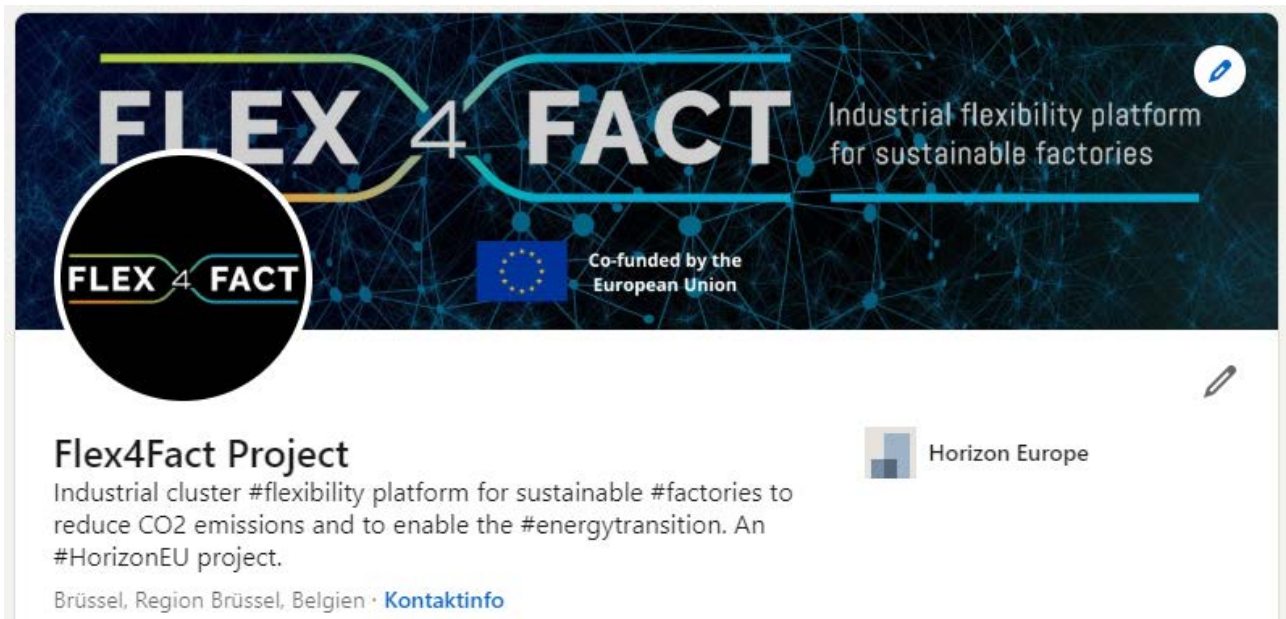 FLEX 4 FACT
Industrial flexibility platform
for sustainable factories
Co-funded by the
European Union
FLEX 4 FACT
Flex4Fact Project
Industrial cluster #flexibility platform for sustainable #factories to
reduce CO2 emissions and to enable the #energytransition. An
#HorizonEU project.
Brüssel, Region Brüssel, Belgien · Kontaktinfo
Horizon Europe